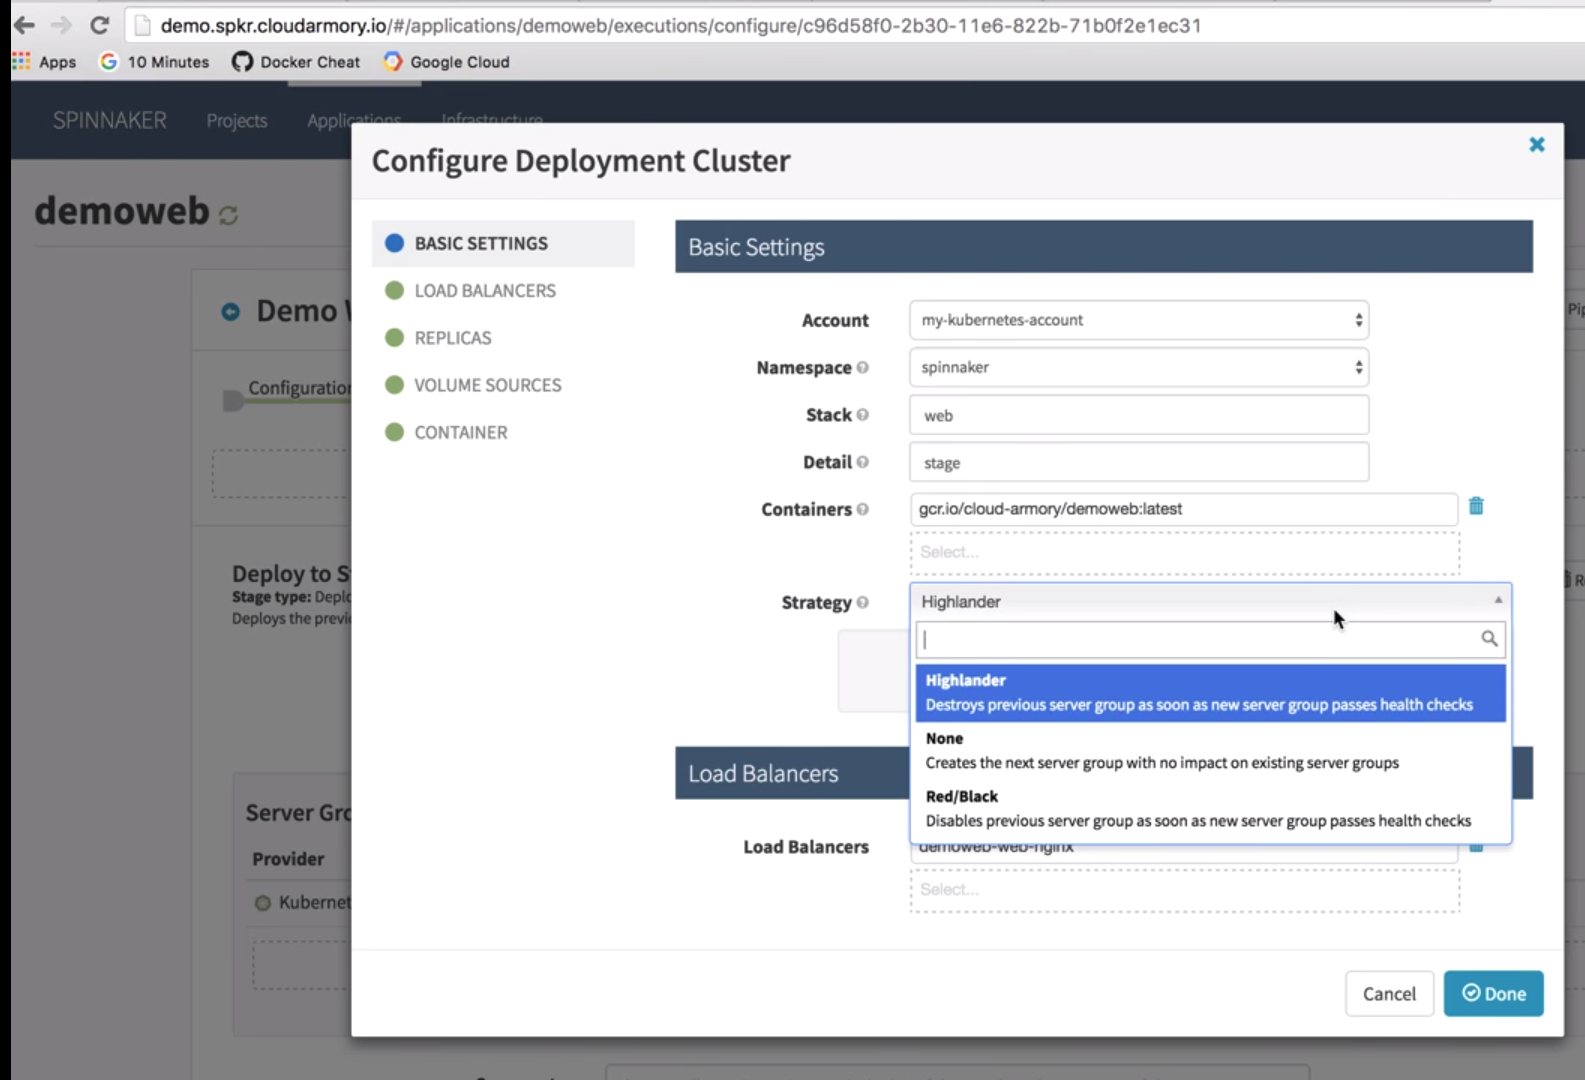 demo.spkr.cloudarmory.io/#/applications/demoweb/executions/configure/c96d58f0-2b30-11e6-822b-71b0f2e1ec31
Apps 10 Minutes Docker Cheat Google Cloud
SPINNAKER Projects Applications Infrastructure
Configure Deployment Cluster
demoweb
BASIC SETTINGS
LOAD BALANCERS
REPLICAS
VOLUME SOURCES
CONTAINER
Basic Settings
Account my-kubernetes-account
Namespace spinnaker
Stack web
Detail stage
Containers gcr.io/cloud-armory/demoweb:latest
Select...
Strategy Highlander
Highlander
Destroys previous server group as soon as new server group passes health checks
None
Creates the next server group with no impact on existing server groups
Red/Black
Disables previous server group as soon as new server group passes health checks
Load Balancers
Load Balancers demoweb-web-nginx
Select...
Cancel Done
Demo
Configuration
Deploy to S
Stage type: Deplo
Deploys the previ
Server Gro
Provider
Kubernet